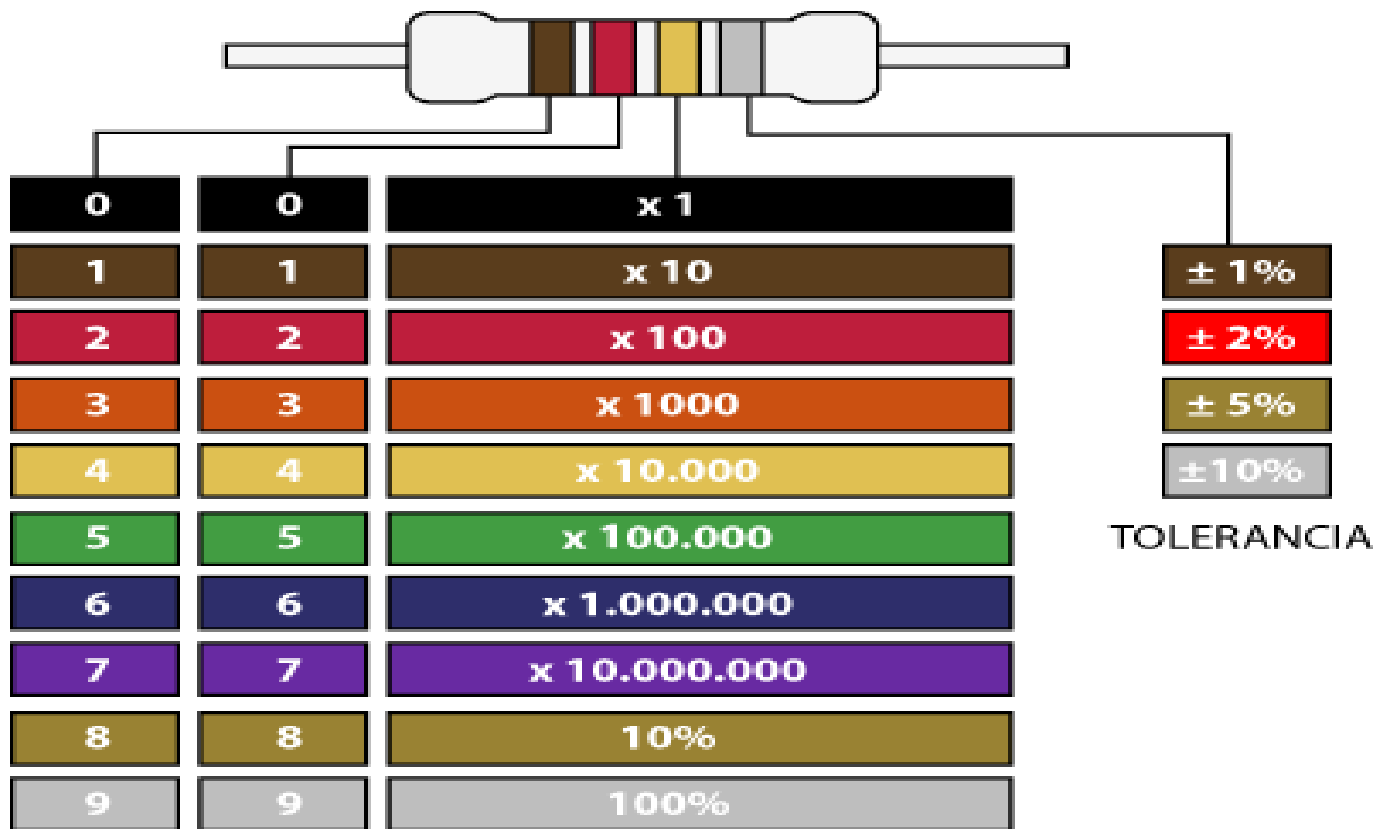 0 0 x 1
1 1 x 10 ± 1%
2 2 x 100 ± 2%
3 3 x 1000 ± 5%
4 4 x 10.000 ±10%
5 5 x 100.000 TOLERANCIA
6 6 x 1.000.000
7 7 x 10.000.000
8 8 10%
9 9 100%